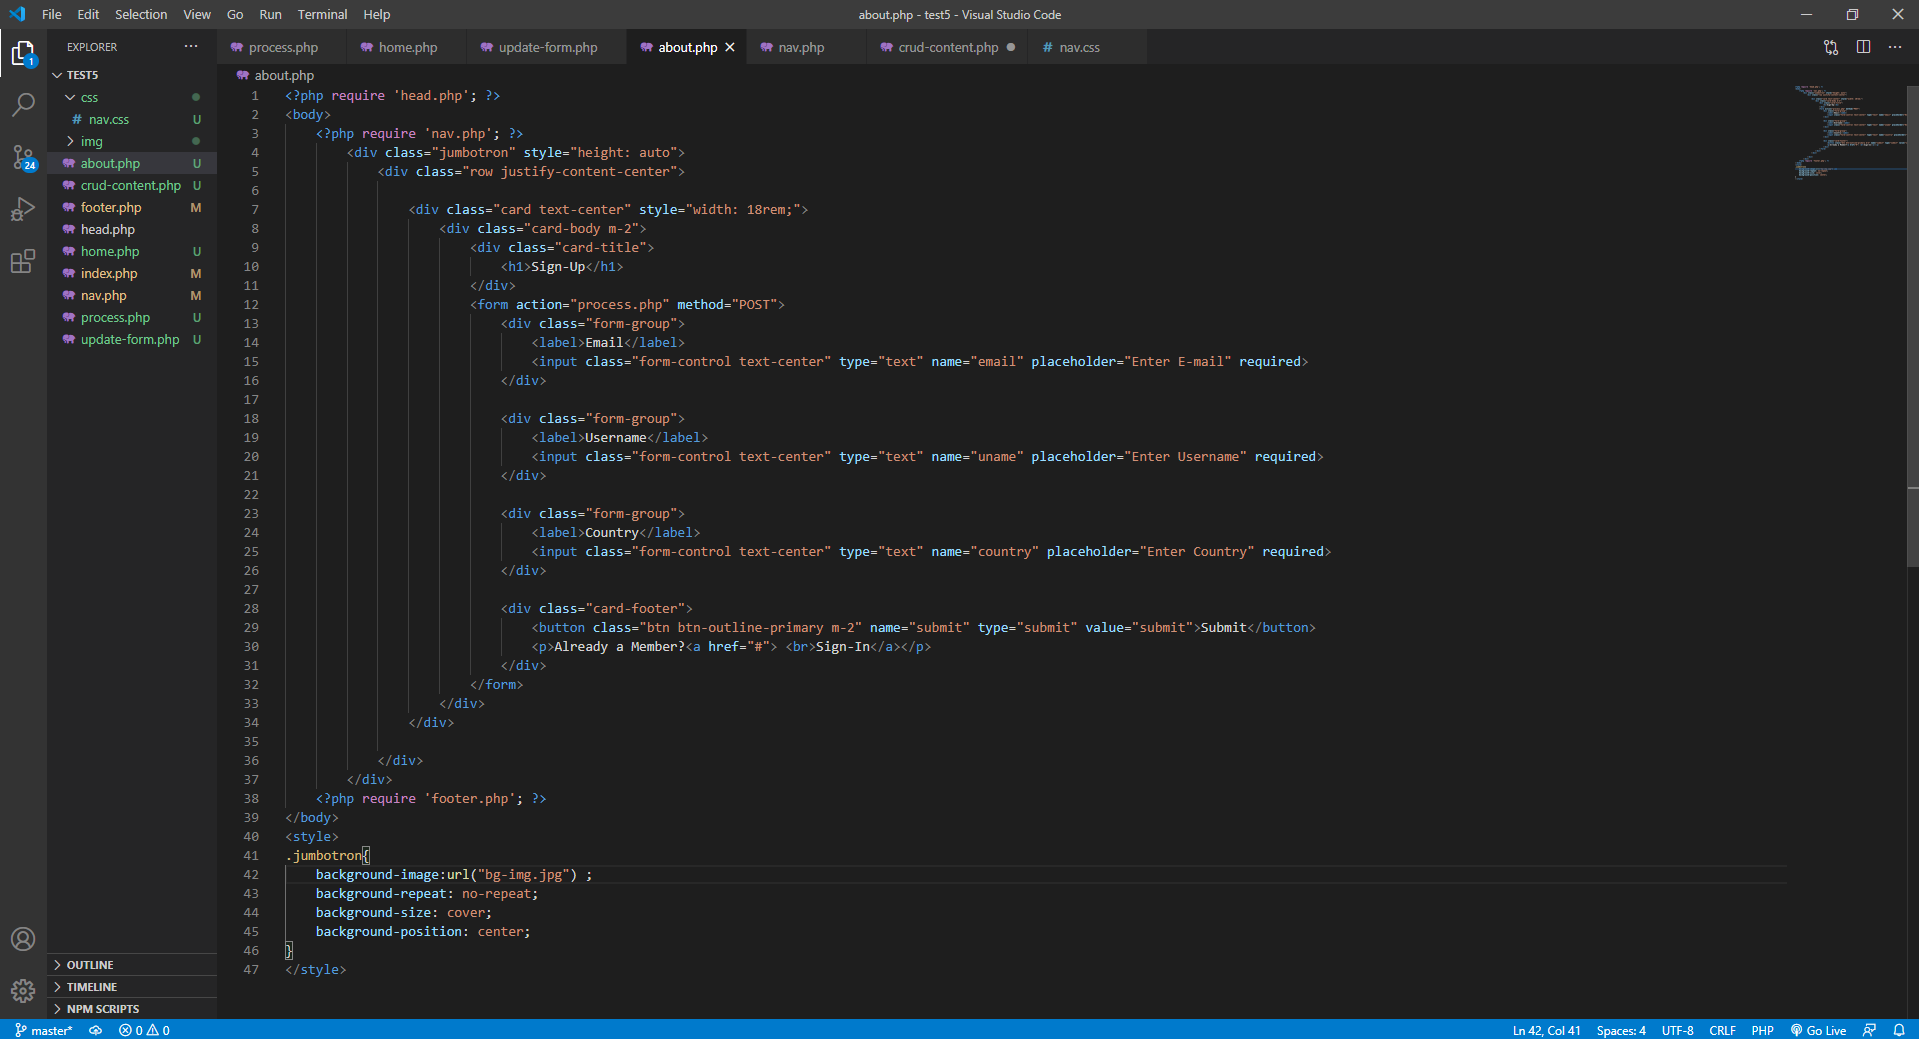 File Edit Selection View Go Run Terminal Help
about.php - test5 - Visual Studio Code
EXPLORER
process.php home.php update-form.php about.php nav.php crud-content.php nav.css
1
24
TEST5
css
# nav.css U
img
about.php U
crud-content.php U
footer.php M
head.php
home.php U
index.php M
nav.php M
process.php U
update-form.php U
OUTLINE
TIMELINE
NPM SCRIPTS
about.php
1 <?php require 'head.php'; ?>
2 <body>
3 <?php require 'nav.php'; ?>
4 <div class="jumbotron" style="height: auto">
5 <div class="row justify-content-center">
6
7 <div class="card text-center" style="width: 18rem;">
8 <div class="card-body m-2">
9 <div class="card-title">
10 <h1>Sign-Up</h1>
11 </div>
12 <form action="process.php" method="POST">
13 <div class="form-group">
14 <label>Email</label>
15 <input class="form-control text-center" type="text" name="email" placeholder="Enter E-mail" required>
16 </div>
17
18 <div class="form-group">
19 <label>Username</label>
20 <input class="form-control text-center" type="text" name="uname" placeholder="Enter Username" required>
21 </div>
22
23 <div class="form-group">
24 <label>Country</label>
25 <input class="form-control text-center" type="text" name="country" placeholder="Enter Country" required>
26 </div>
27
28 <div class="card-footer">
29 <button class="btn btn-outline-primary m-2" name="submit" type="submit" value="submit">Submit</button>
30 <p>Already a Member?<a href="#"> <br>Sign-In</a></p>
31 </div>
32 </form>
33 </div>
34 </div>
35
36 </div>
37 </div>
38 <?php require 'footer.php'; ?>
39 </body>
40 <style>
41 .jumbotron{
42 background-image:url("bg-img.jpg") ;
43 background-repeat: no-repeat;
44 background-size: cover;
45 background-position: center;
46 }
47 </style>
master* 0 0
Ln 42, Col 41 Spaces: 4 UTF-8 CRLF PHP Go Live